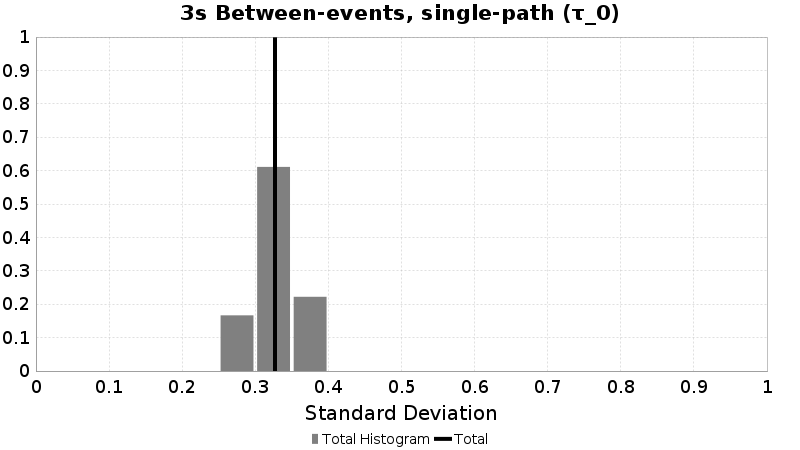 3s Between-events, single-path (τ_0)
1
0.9
0.8
0.7
0.6
0.5
0.4
0.3
0.2
0.1
0
0 0.1 0.2 0.3 0.4 0.5 0.6 0.7 0.8 0.9 1
Standard Deviation
Total Histogram Total